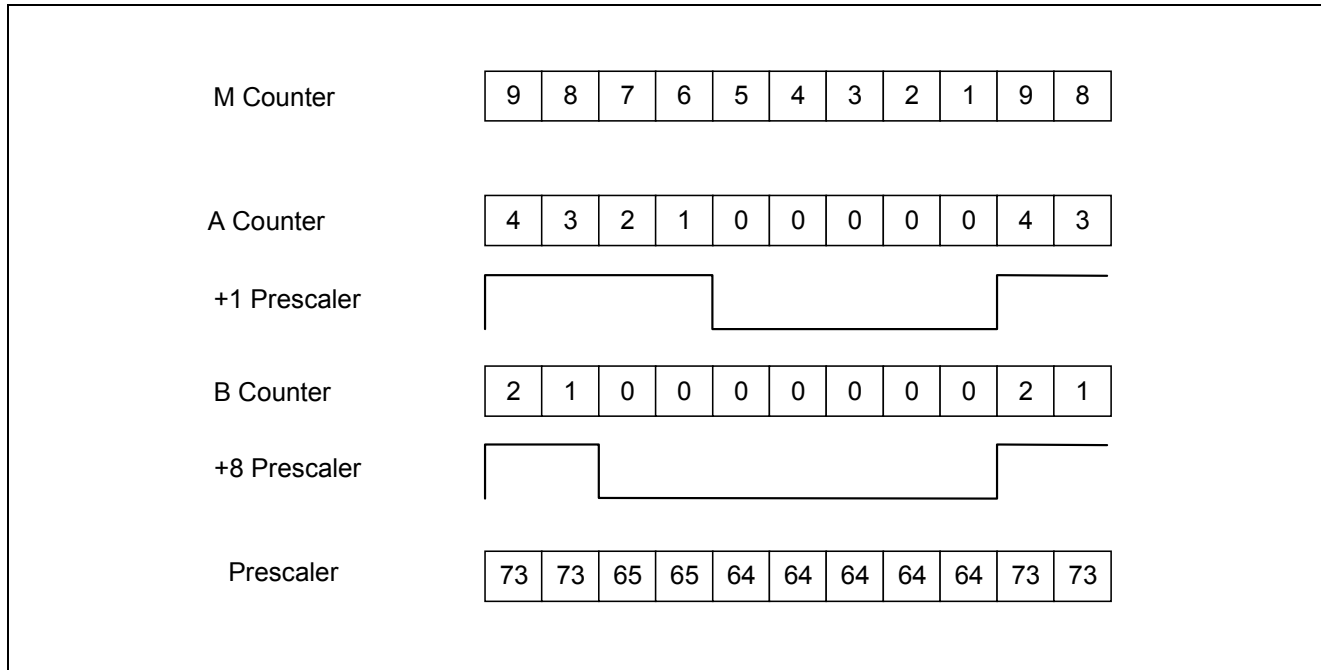 M Counter 9 8 7 6 5 4 3 2 1 9 8
A Counter 4 3 2 1 0 0 0 0 0 4 3
+1 Prescaler
B Counter 2 1 0 0 0 0 0 0 0 2 1
+8 Prescaler
Prescaler 73 73 65 65 64 64 64 64 64 73 73